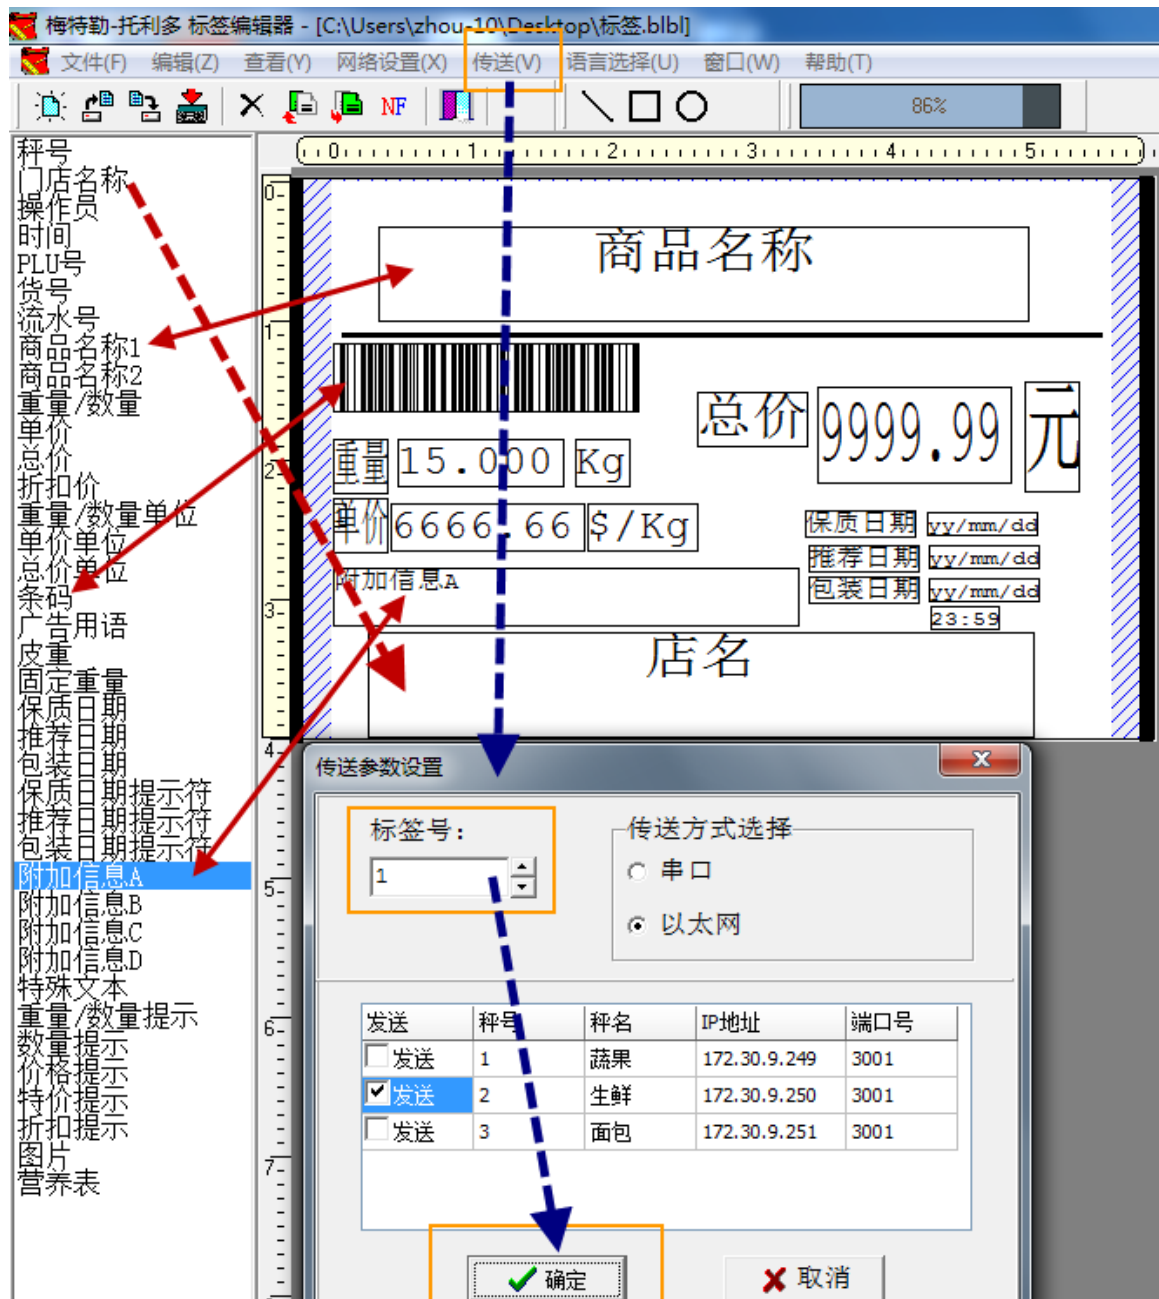 梅特勒-托利多 标签编辑器 - [C:\Users\zhou-10\Desktop\标签.blbl]
文件(F) 编辑(Z) 查看(Y) 网络设置(X) 传送(V) 语言选择(U) 窗口(W) 帮助(T)
NF 86%
秤号
门店名称
操作员
时间
PLU号
货号
流水号
商品名称1
商品名称2
重量/数量
单价
总价
折扣价
重量/数量单位
单价单位
总价单位
条码
广告用语
皮重
固定重量
保质日期
推荐日期
包装日期
保质日期提示符
推荐日期提示符
包装日期提示符
附加信息A
附加信息B
附加信息C
附加信息D
特殊文本
重量/数量提示
数量提示
价格提示
特价提示
折扣提示
图片
营养表
0 1 2 3 4 5
0
1
2
3
4
5
6
7
商品名称
总价 9999.99 元
重量 15.000 Kg
单价 6666.66 $/Kg
保质日期 yy/mm/dd
推荐日期 yy/mm/dd
包装日期 yy/mm/dd
23:59
附加信息A
店名
传送参数设置
标签号:
1
传送方式选择
串口
以太网
发送 秤号 秤名 IP地址 端口号
发送 1 蔬果 172.30.9.249 3001
发送 2 生鲜 172.30.9.250 3001
发送 3 面包 172.30.9.251 3001
确定 取消